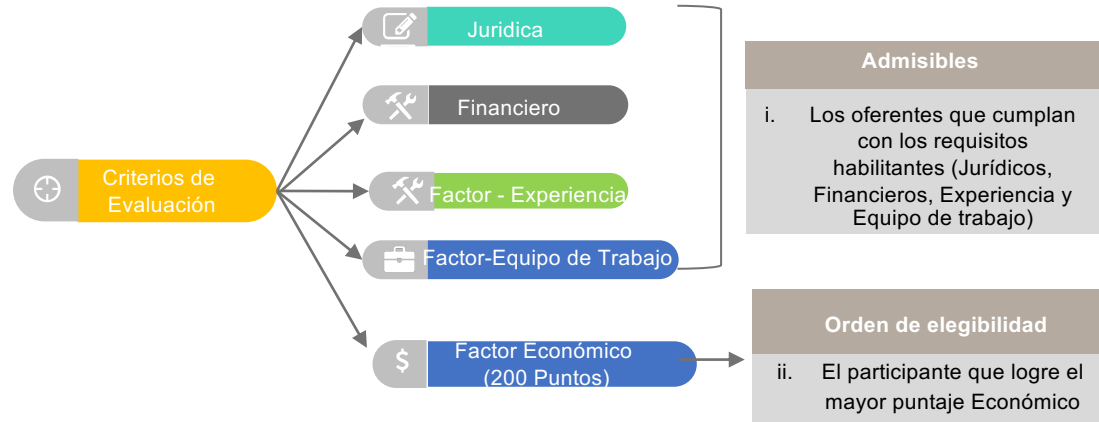 Juridica
Financiero
Criterios de
Evaluación
Factor - Experiencia
Factor-Equipo de Trabajo
$
Factor Económico
(200 Puntos)
Admisibles
i. Los oferentes que cumplan
con los requisitos
habilitantes (Jurídicos,
Financieros, Experiencia y
Equipo de trabajo)
Orden de elegibilidad
ii. El participante que logre el
mayor puntaje Económico